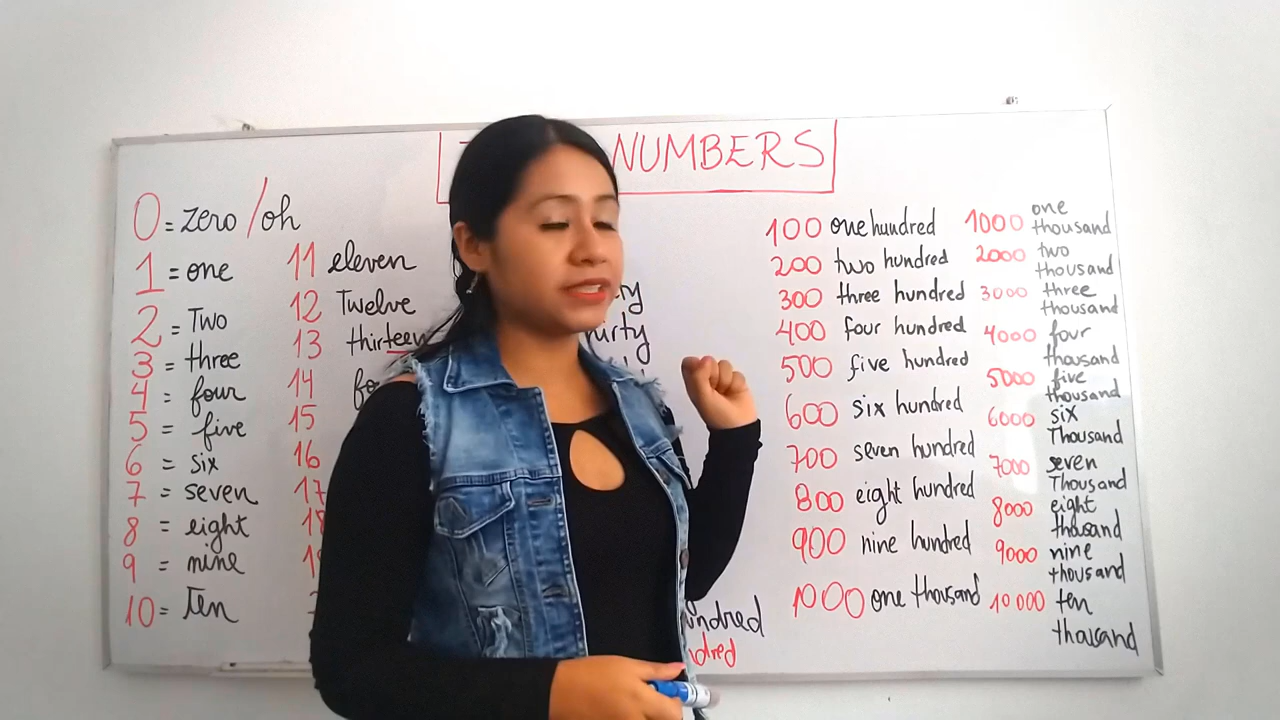 NUMBERS
0 = zero / oh
1 = one
2 = Two
3 = three
4 = four
5 = five
6 = six
7 = seven
8 = eight
9 = nine
10 = Ten
11 eleven
12 Twelve
13 thirteen
14
15
16
17
100 one hundred
200 two hundred
300 three hundred
400 four hundred
500 five hundred
600 six hundred
700 seven hundred
800 eight hundred
900 nine hundred
1000 one thousand
1000 one
thousand
2000 two
thousand
3000 three
thousand
4000 four
thousand
5000 five
thousand
6000 six
Thousand
7000 seven
Thousand
8000 eight
thousand
9000 nine
thousand
10 000 ten
thousand